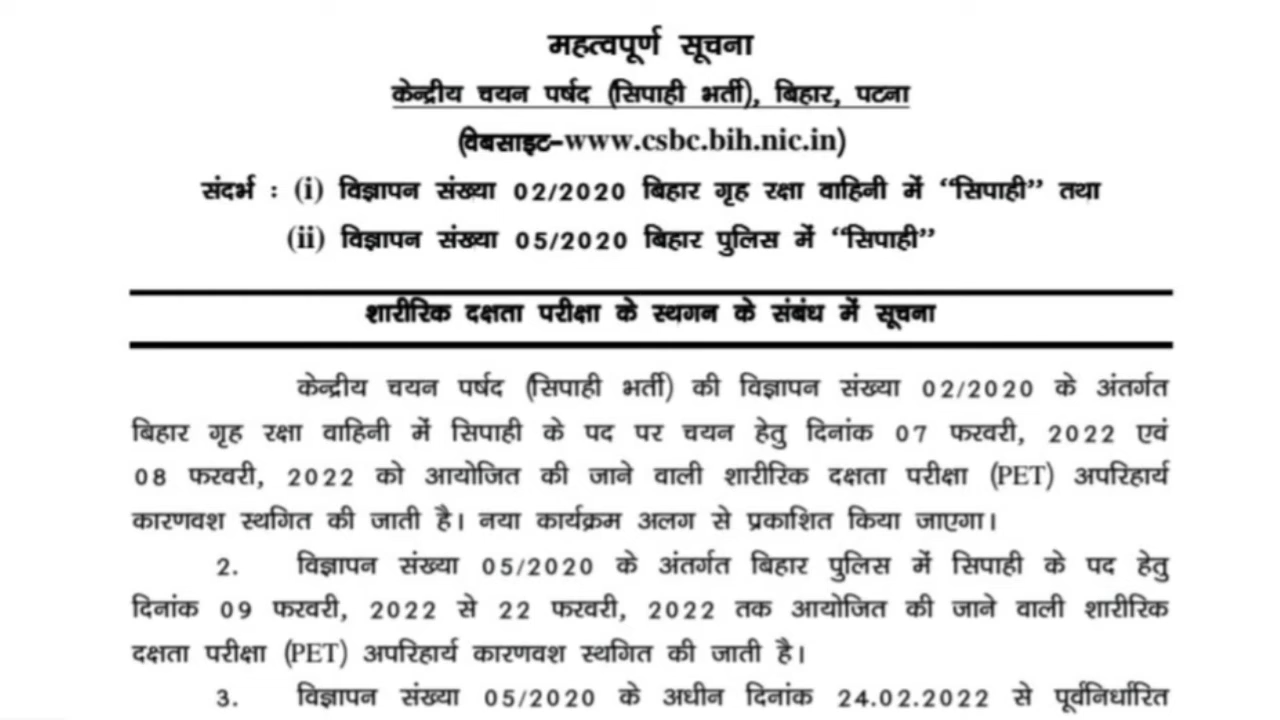 महत्वपूर्ण सूचना
केन्द्रीय चयन पर्षद (सिपाही भर्ती), बिहार, पटना
(वेबसाइट-www.csbc.bih.nic.in)
संदर्भ : (i) विज्ञापन संख्या 02/2020 बिहार गृह रक्षा वाहिनी में “सिपाही” तथा
(ii) विज्ञापन संख्या 05/2020 बिहार पुलिस में “सिपाही”
शारीरिक दक्षता परीक्षा के स्थगन के संबंध में सूचना
केन्द्रीय चयन पर्षद (सिपाही भर्ती) की विज्ञापन संख्या 02/2020 के अंतर्गत
बिहार गृह रक्षा वाहिनी में सिपाही के पद पर चयन हेतु दिनांक 07 फरवरी, 2022 एवं
08 फरवरी, 2022 को आयोजित की जाने वाली शारीरिक दक्षता परीक्षा (PET) अपरिहार्य
कारणवश स्थगित की जाती है। नया कार्यक्रम अलग से प्रकाशित किया जाएगा।
2. विज्ञापन संख्या 05/2020 के अंतर्गत बिहार पुलिस में सिपाही के पद हेतु
दिनांक 09 फरवरी, 2022 से 22 फरवरी, 2022 तक आयोजित की जाने वाली शारीरिक
दक्षता परीक्षा (PET) अपरिहार्य कारणवश स्थगित की जाती है।
3. विज्ञापन संख्या 05/2020 के अधीन दिनांक 24.02.2022 से पूर्वनिर्धारित